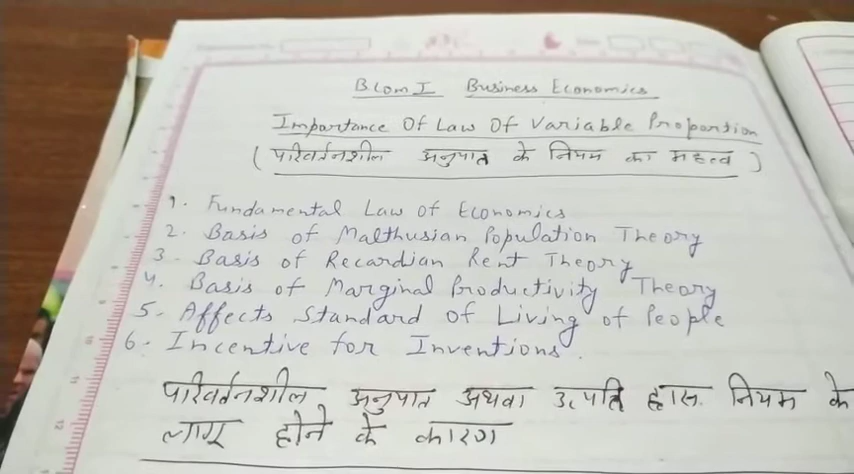 BCom I Business Economics
Importance Of Law Of Variable Proportion
(परिवर्तनशील अनुपात के नियम का महत्व)
1. Fundamental Law of Economics
2. Basis of Malthusian Population Theory
3. Basis of Recardian Rent Theory
4. Basis of Marginal Productivity Theory
5. Affects Standard of Living of People
6. Incentive for Inventions.
परिवर्तनशील अनुपात अथवा उत्पति ह्रास नियम के
लागू होने के कारण